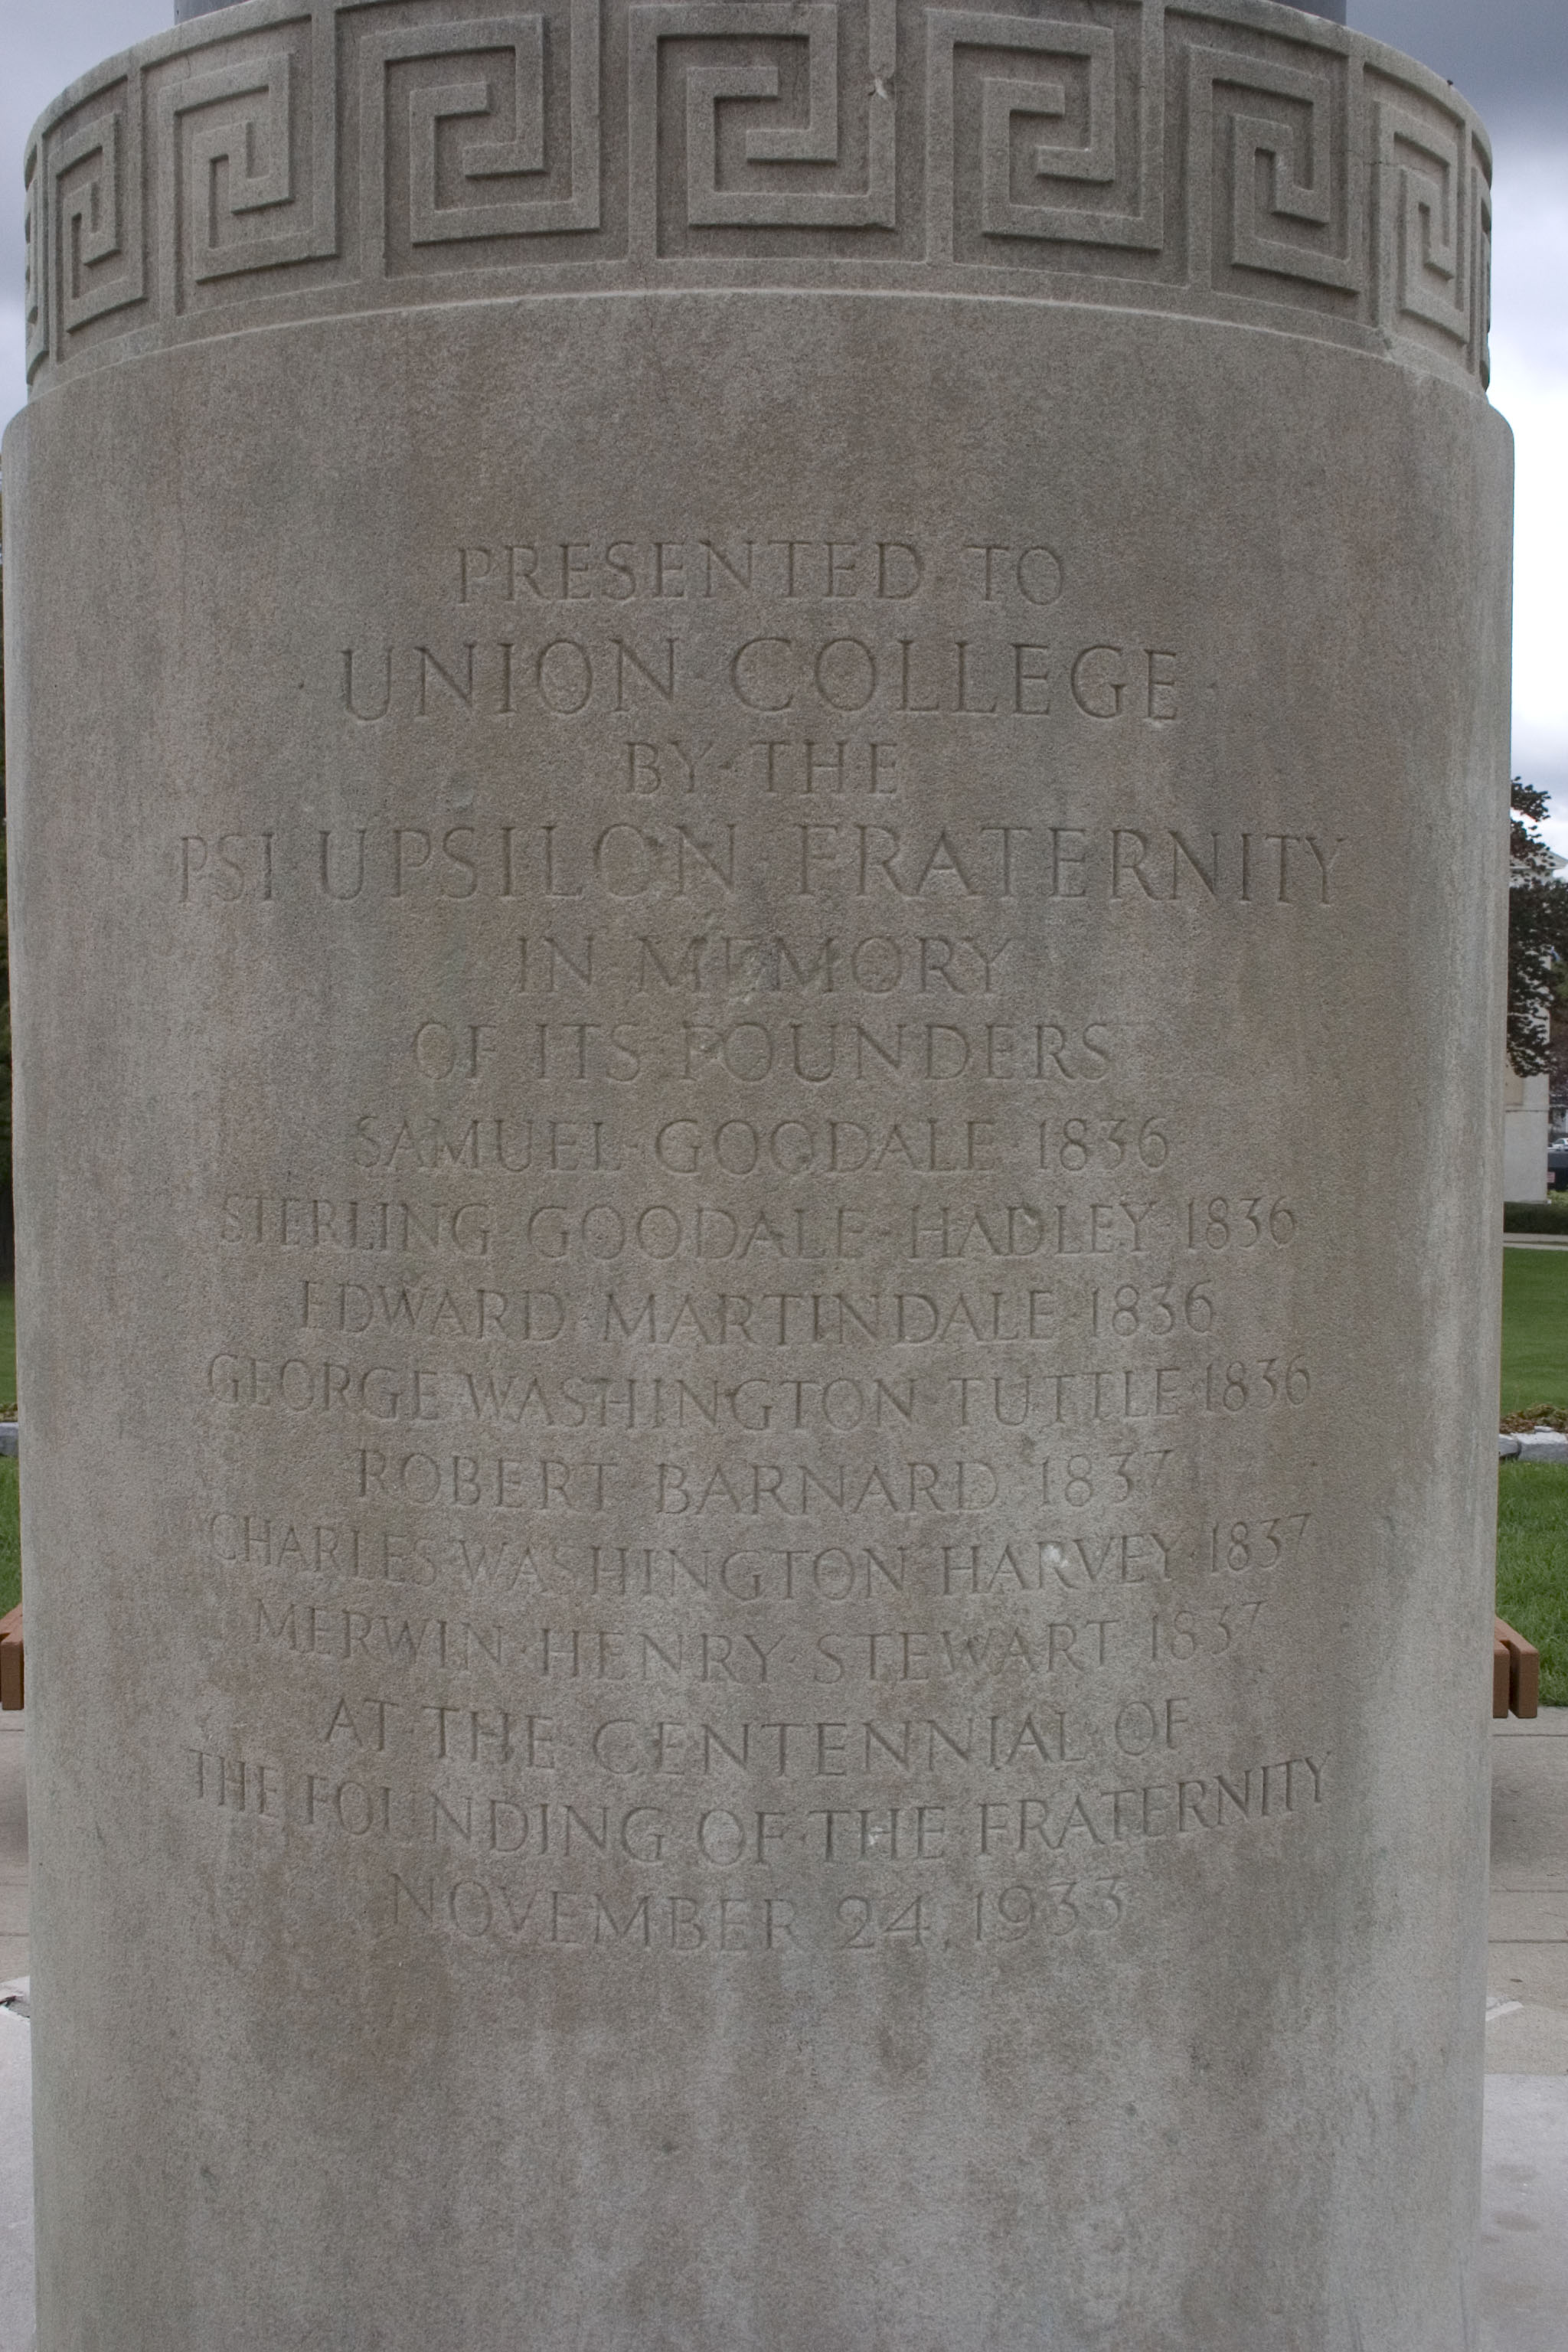 PRESENTED TO
UNION COLLEGE
BY THE
PSI UPSILON FRATERNITY
IN MEMORY
OF ITS FOUNDERS
SAMUEL GOODALE 1836
STERLING GOODALE HADLEY 1836
EDWARD MARTINDALE 1836
GEORGE WASHINGTON TUTTLE 1836
ROBERT BARNARD 1837
CHARLES WASHINGTON HARVEY 1837
MERWIN HENRY STEWART 1837
AT THE CENTENNIAL OF
THE FOUNDING OF THE FRATERNITY
NOVEMBER 24, 1933